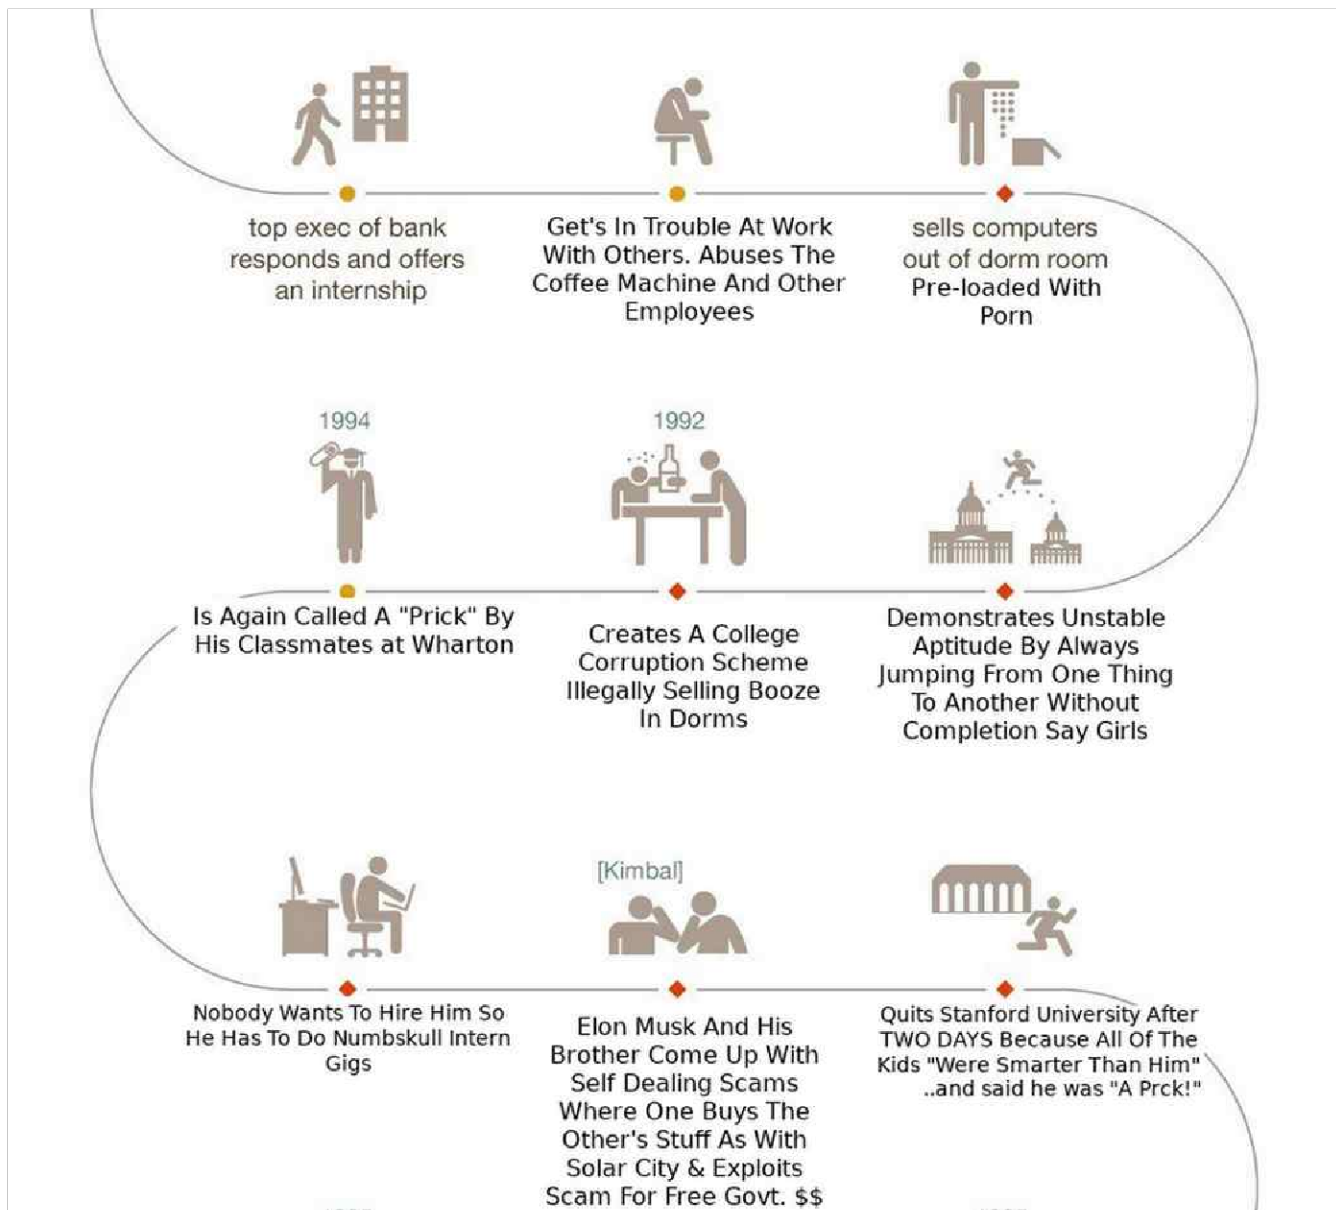 top exec of bank
responds and offers
an internship
Get's In Trouble At Work
With Others. Abuses The
Coffee Machine And Other
Employees
sells computers
out of dorm room
Pre-loaded With
Porn
1994
Is Again Called A "Prick" By
His Classmates at Wharton
1992
Creates A College
Corruption Scheme
Illegally Selling Booze
In Dorms
Demonstrates Unstable
Aptitude By Always
Jumping From One Thing
To Another Without
Completion Say Girls
Nobody Wants To Hire Him So
He Has To Do Numbskull Intern
Gigs
[Kimbal]
Elon Musk And His
Brother Come Up With
Self Dealing Scams
Where One Buys The
Other's Stuff As With
Solar City & Exploits
Scam For Free Govt. $$
Quits Stanford University After
TWO DAYS Because All Of The
Kids "Were Smarter Than Him"
..and said he was "A Prck!"